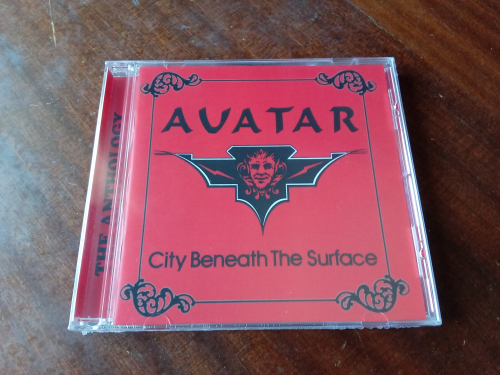 AVATAR
City Beneath The Surface
THE ANTHOLOGY